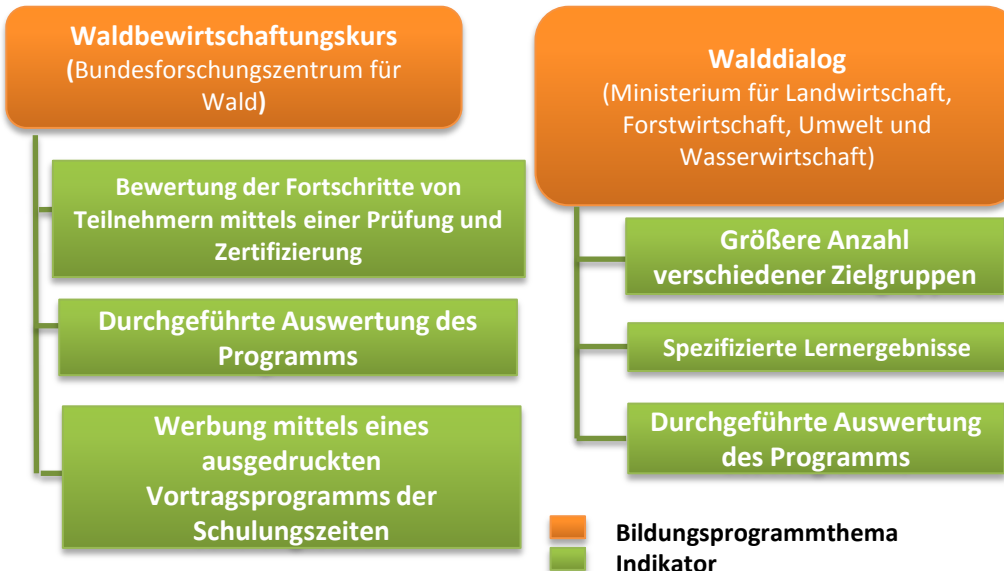 Waldbewirtschaftungskurs
(Bundesforschungszentrum für
Wald)
Bewertung der Fortschritte von
Teilnehmern mittels einer Prüfung und
Zertifizierung
Durchgeführte Auswertung des
Programms
Werbung mittels eines
ausgedruckten
Vortragsprogramms der
Schulungszeiten
Walddialog
(Ministerium für Landwirtschaft,
Forstwirtschaft, Umwelt und
Wasserwirtschaft)
Größere Anzahl
verschiedener Zielgruppen
Spezifizierte Lernergebnisse
Durchgeführte Auswertung
des Programms
Bildungsprogrammthema
Indikator